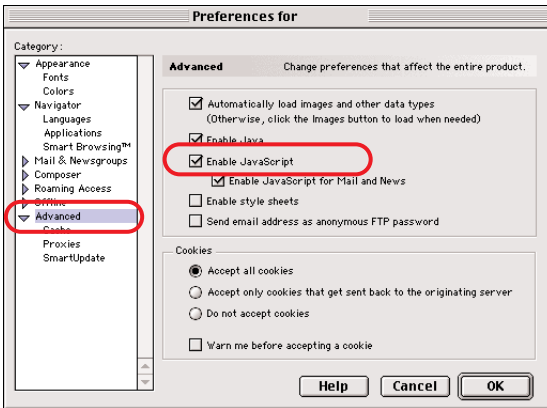 Preferences for
Category:
Appearance
Fonts
Colors
Navigator
Languages
Applications
Smart Browsing™
Mail & Newsgroups
Composer
Roaming Access
Offline
Advanced
Cache
Proxies
SmartUpdate
Advanced Change preferences that affect the entire product.
Automatically load images and other data types
(Otherwise, click the Images button to load when needed)
Enable Java
Enable JavaScript
Enable JavaScript for Mail and News
Enable style sheets
Send email address as anonymous FTP password
Cookies
Accept all cookies
Accept only cookies that get sent back to the originating server
Do not accept cookies
Warn me before accepting a cookie
Help Cancel OK